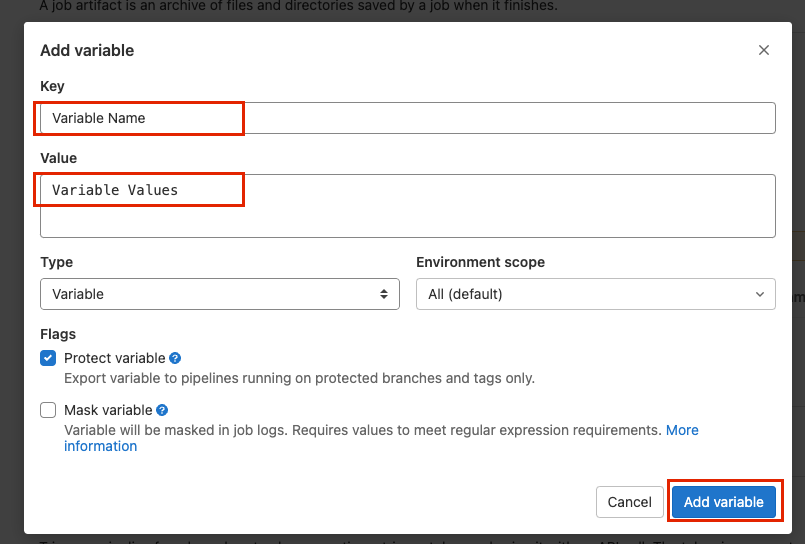 A job artifact is an archive of files and directories saved by a job when it finishes.
Add variable
Key
Variable Name
Value
Variable Values
Type
Environment scope
Variable
All (default)
Flags
Protect variable
Export variable to pipelines running on protected branches and tags only.
Mask variable
Variable will be masked in job logs. Requires values to meet regular expression requirements. More
information
Cancel
Add variable